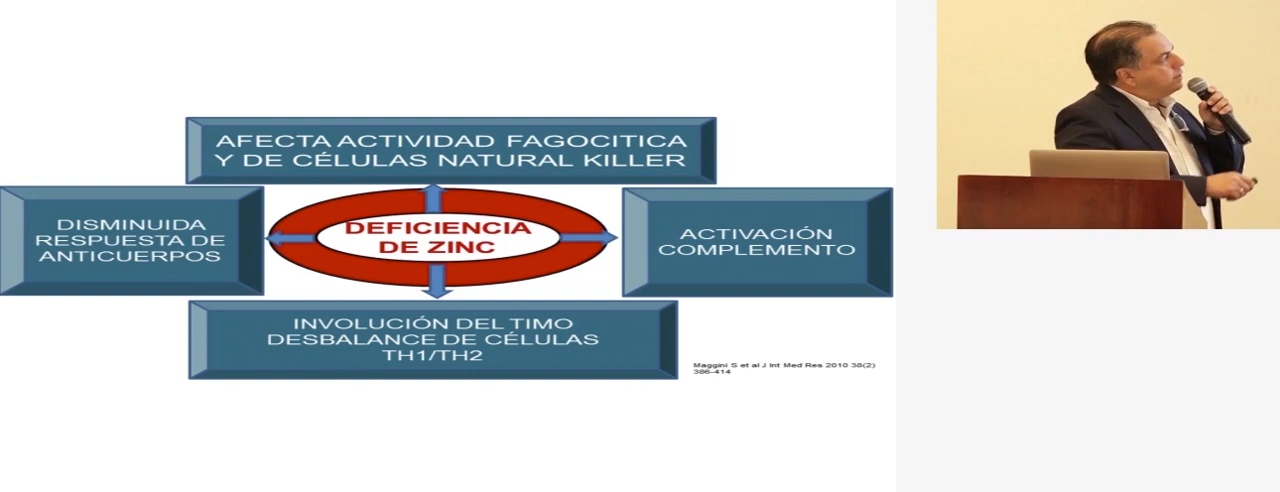 AFECTA ACTIVIDAD FAGOCITICA
Y DE CÉLULAS NATURAL KILLER
DISMINUIDA
RESPUESTA DE
ANTICUERPOS
DEFICIENCIA
DE ZINC
ACTIVACIÓN
COMPLEMENTO
INVOLUCIÓN DEL TIMO
DESBALANCE DE CÉLULAS
TH1/TH2
Maggini S et al J Int Med Res 2010 38(2)
386-414